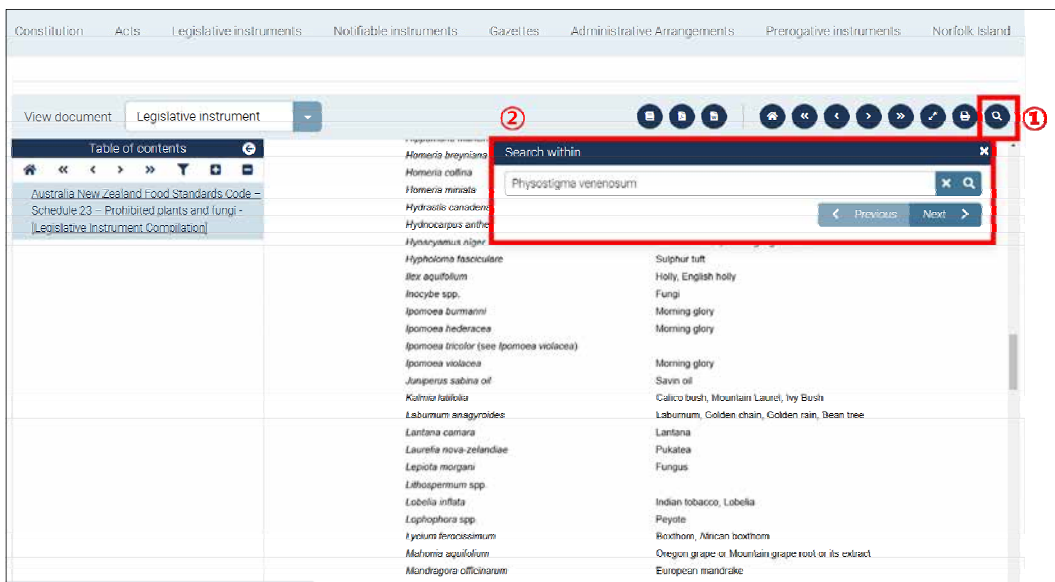 Constitution Acts Legislative instruments Notifiable instruments Gazettes Administrative Arrangements Prerogative instruments Norfolk Island
View document Legislative instrument ② ①
Table of contents
Australia New Zealand Food Standards Code –
Schedule 23 – Prohibited plants and fungi -
[Legislative Instrument Compilation]
Search within
Physostigma venenosum
Previous Next
Homeria breyniana
Homeria collina
Homeria miniata
Hydrastis canadens
Hydnocarpus anthe
Hyoscyamus niger
Hypholoma fasciculare Sulphur tuft
Ilex aquifolium Holly, English holly
Inocybe spp. Fungi
Ipomoea burmanni Morning glory
Ipomoea hederacea Morning glory
Ipomoea tricolor (see Ipomoea violacea)
Ipomoea violacea Morning glory
Juniperus sabina oil Savin oil
Kalmia latifolia Calico bush, Mountain Laurel, Ivy Bush
Laburnum anagyroides Laburnum, Golden chain, Golden rain, Bean tree
Lantana camara Lantana
Laurelia nova-zelandiae Pukatea
Lepiota morgani Fungus
Lithospermum spp.
Lobelia inflata Indian tobacco, Lobelia
Lophophora spp. Peyote
Lycium ferocissimum Boxthorn, African boxthorn
Mahonia aquifolium Oregon grape or Mountain grape root or its extract
Mandragora officinarum European mandrake